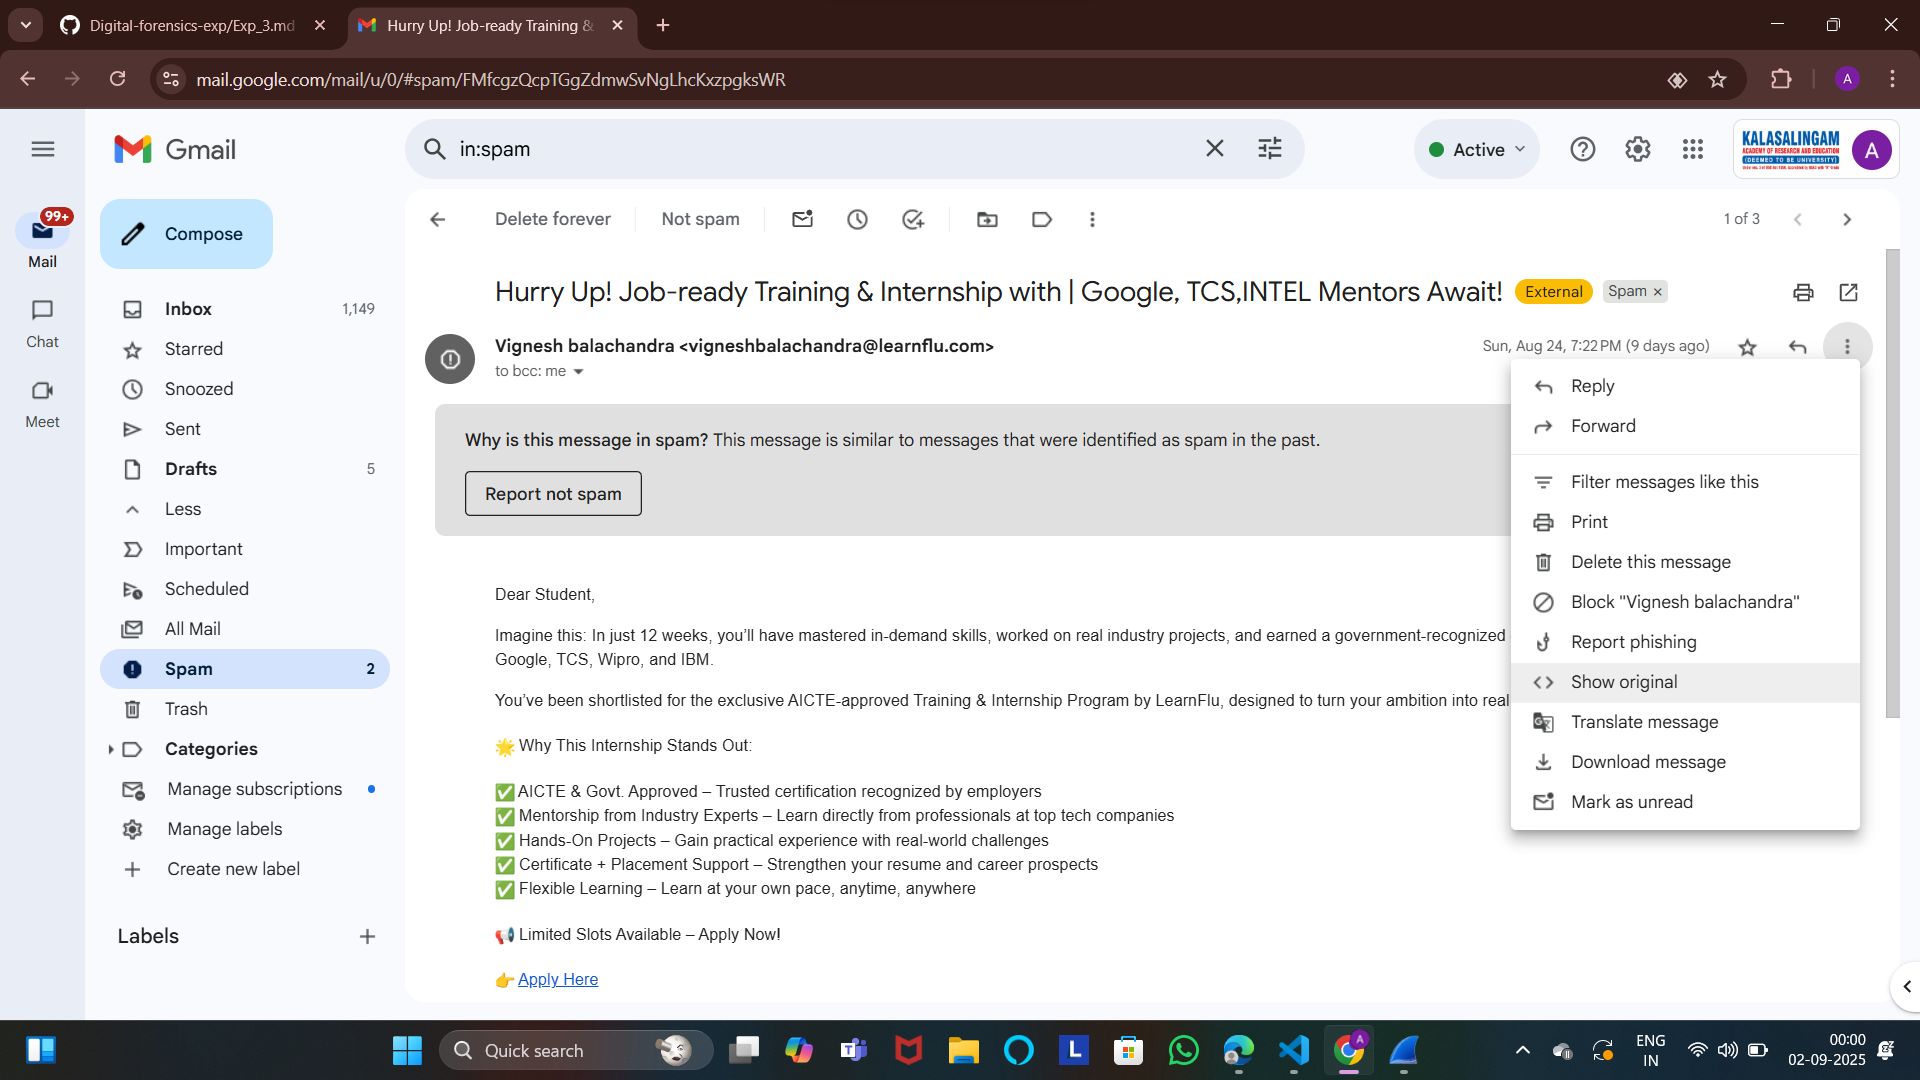 Digital-forensics-exp/Exp_3.md
Hurry Up! Job-ready Training &
mail.google.com/mail/u/0/#spam/FMfcgzQcpTGgZdmwSvNgLhcKxzpgksWR
A
Gmail
in:spam
Active
KALASALINGAM
ACADEMY OF RESEARCH AND EDUCATION
(DEEMED TO BE UNIVERSITY)
A
99+
Mail
Chat
Meet
Compose
Inbox 1,149
Starred
Snoozed
Sent
Drafts 5
Less
Important
Scheduled
All Mail
Spam 2
Trash
Categories
Manage subscriptions
Manage labels
Create new label
Labels
Delete forever Not spam 1 of 3
Hurry Up! Job-ready Training & Internship with | Google, TCS,INTEL Mentors Await! External Spam ×
Vignesh balachandra <vigneshbalachandra@learnflu.com> Sun, Aug 24, 7:22 PM (9 days ago)
to bcc: me
Why is this message in spam? This message is similar to messages that were identified as spam in the past.
Report not spam
Dear Student,
Imagine this: In just 12 weeks, you’ll have mastered in-demand skills, worked on real industry projects, and earned a government-recognized
Google, TCS, Wipro, and IBM.
You’ve been shortlisted for the exclusive AICTE-approved Training & Internship Program by LearnFlu, designed to turn your ambition into real
🌟 Why This Internship Stands Out:
✅ AICTE & Govt. Approved – Trusted certification recognized by employers
✅ Mentorship from Industry Experts – Learn directly from professionals at top tech companies
✅ Hands-On Projects – Gain practical experience with real-world challenges
✅ Certificate + Placement Support – Strengthen your resume and career prospects
✅ Flexible Learning – Learn at your own pace, anytime, anywhere
📢 Limited Slots Available – Apply Now!
👉 Apply Here
Reply
Forward
Filter messages like this
Print
Delete this message
Block "Vignesh balachandra"
Report phishing
Show original
Translate message
Download message
Mark as unread
Quick search
L
A
ENG
IN
00:00
02-09-2025